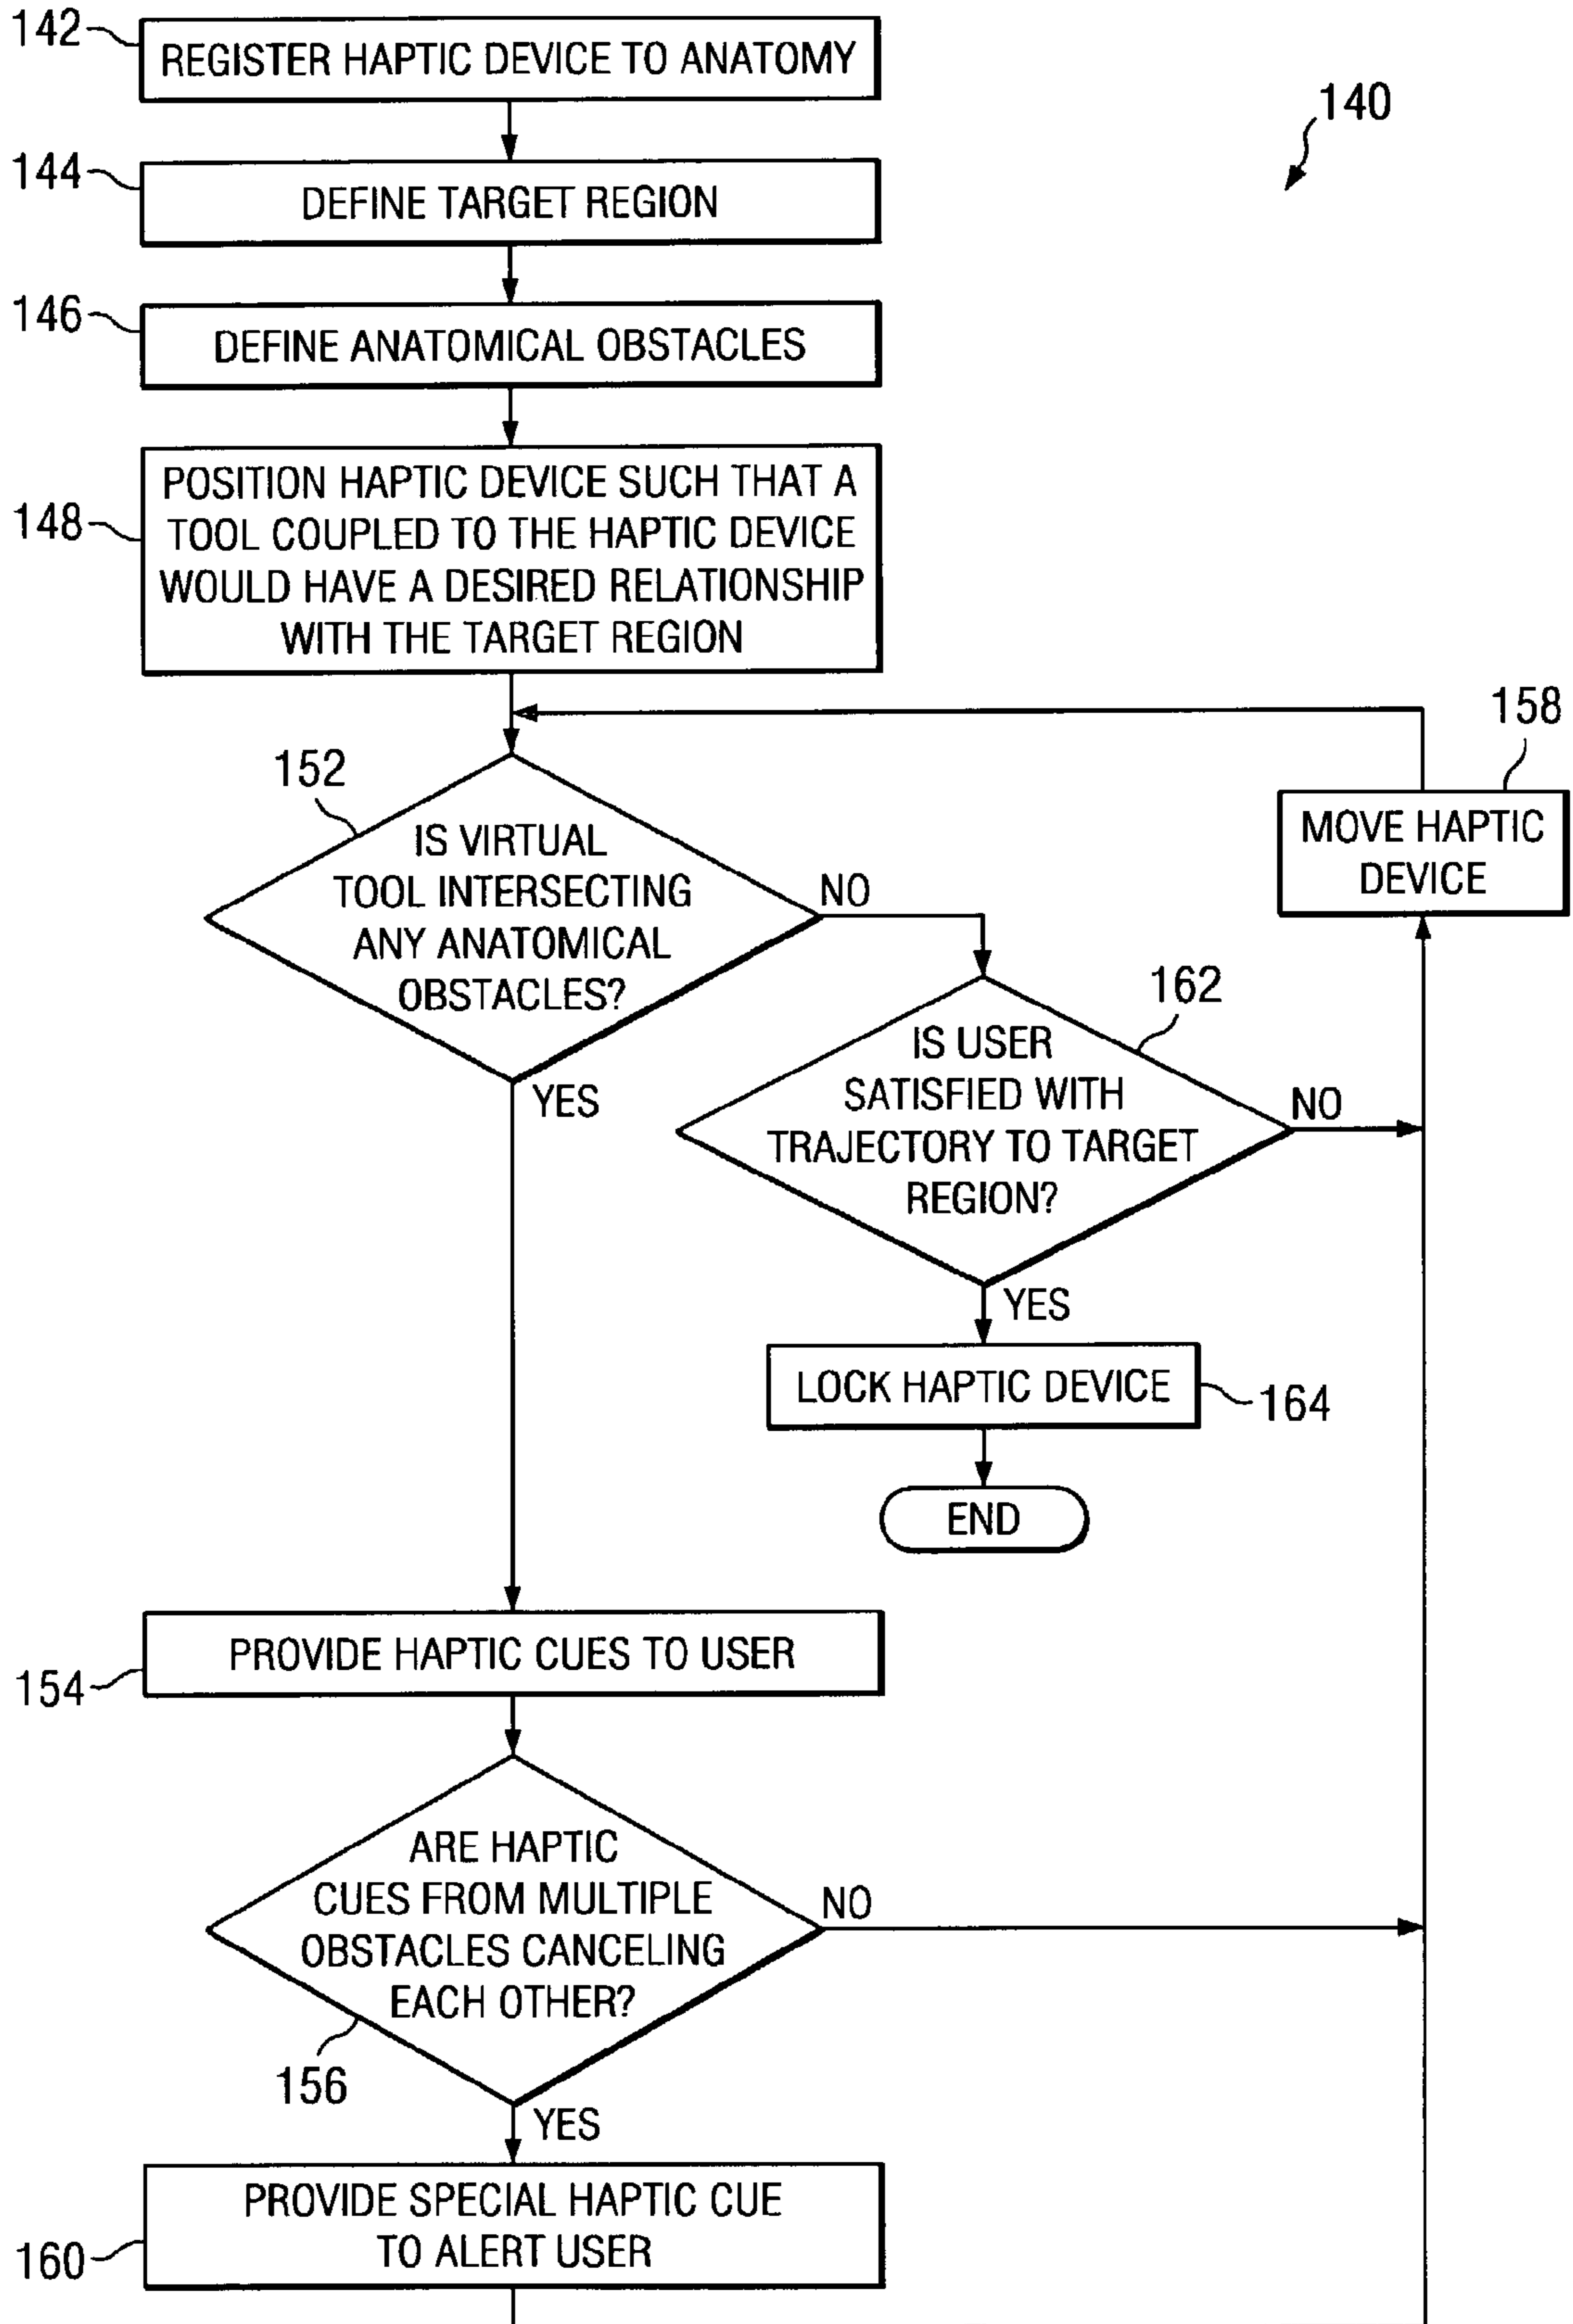 142
REGISTER HAPTIC DEVICE TO ANATOMY
140
144
DEFINE TARGET REGION
146
DEFINE ANATOMICAL OBSTACLES
148
POSITION HAPTIC DEVICE SUCH THAT A
TOOL COUPLED TO THE HAPTIC DEVICE
WOULD HAVE A DESIRED RELATIONSHIP
WITH THE TARGET REGION
158
MOVE HAPTIC
DEVICE
152
IS VIRTUAL
TOOL INTERSECTING
ANY ANATOMICAL
OBSTACLES?
NO
YES
162
IS USER
SATISFIED WITH
TRAJECTORY TO TARGET
REGION?
NO
YES
LOCK HAPTIC DEVICE
164
END
PROVIDE HAPTIC CUES TO USER
154
ARE HAPTIC
CUES FROM MULTIPLE
OBSTACLES CANCELING
EACH OTHER?
NO
156
YES
PROVIDE SPECIAL HAPTIC CUE
TO ALERT USER
160